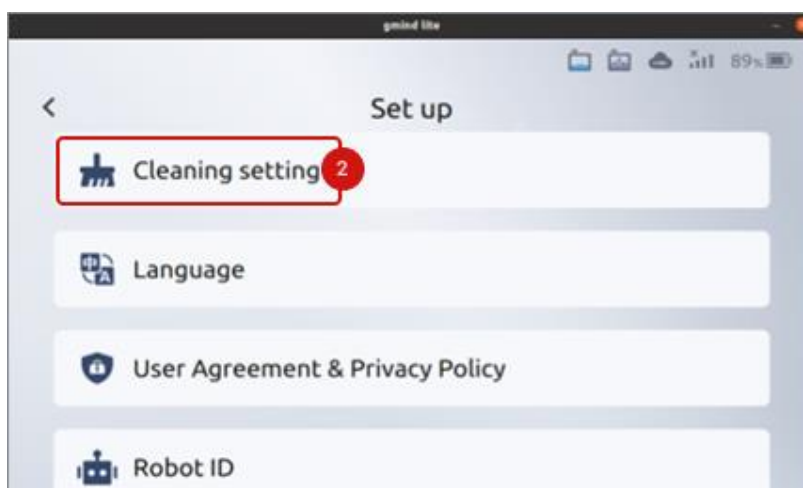 gmind lite
89%
Set up
Cleaning setting
2
Language
User Agreement & Privacy Policy
Robot ID